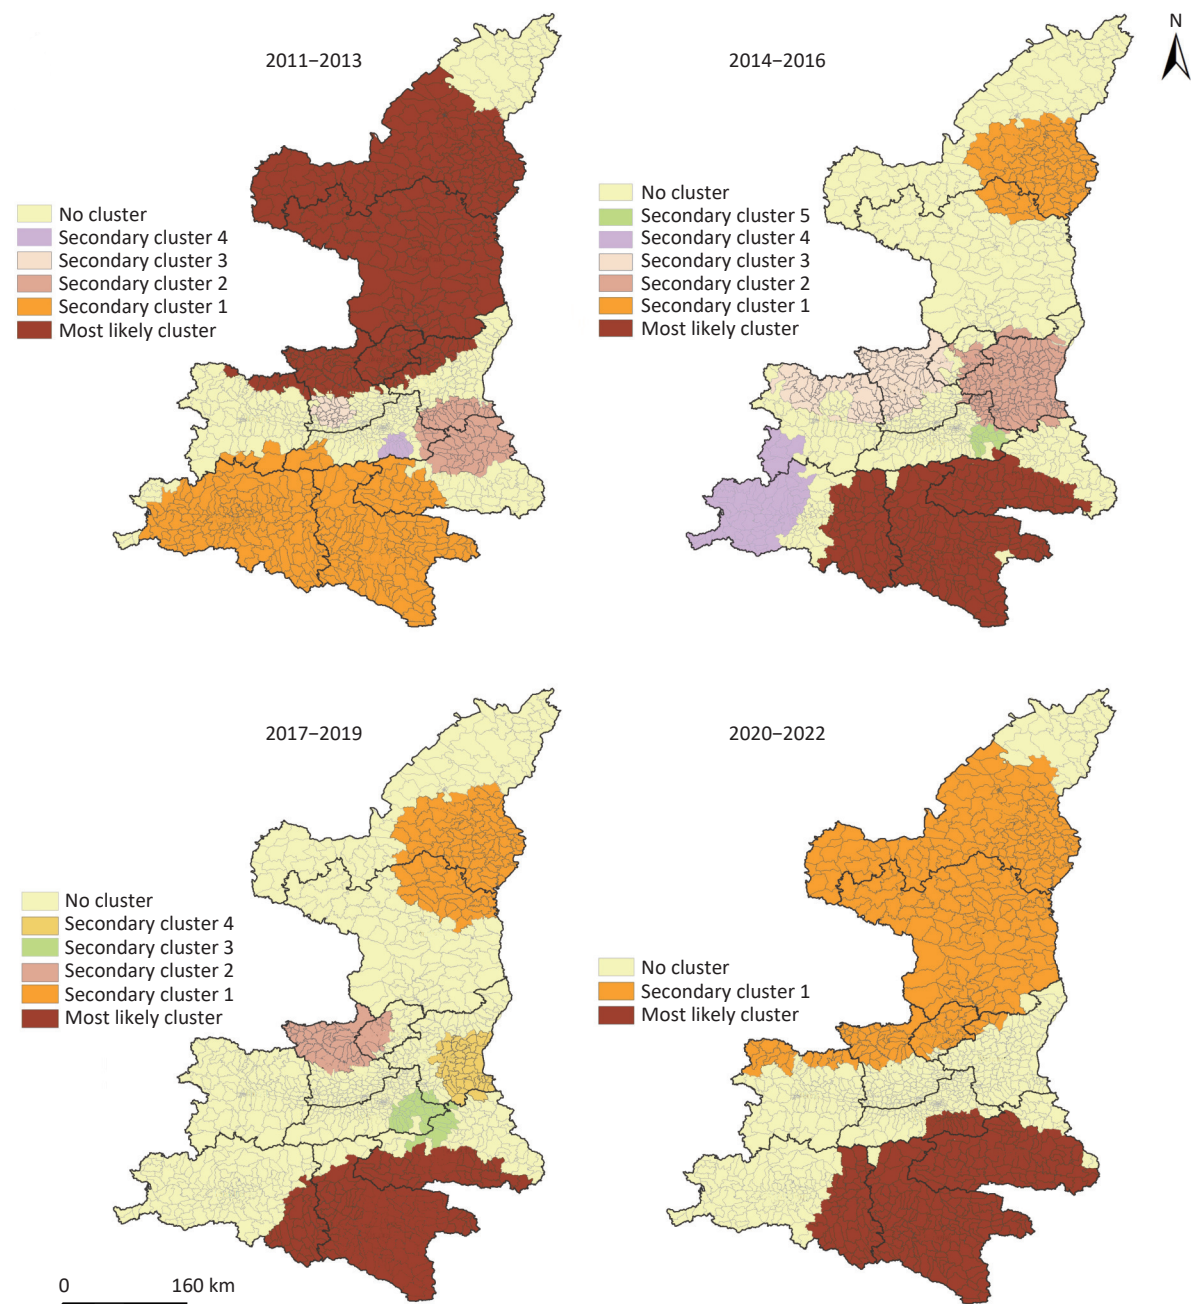 N
2011–2013
2014–2016
No cluster
Secondary cluster 4
Secondary cluster 3
Secondary cluster 2
Secondary cluster 1
Most likely cluster
No cluster
Secondary cluster 5
Secondary cluster 4
Secondary cluster 3
Secondary cluster 2
Secondary cluster 1
Most likely cluster
2017–2019
2020–2022
No cluster
Secondary cluster 4
Secondary cluster 3
Secondary cluster 2
Secondary cluster 1
Most likely cluster
No cluster
Secondary cluster 1
Most likely cluster
0 160 km